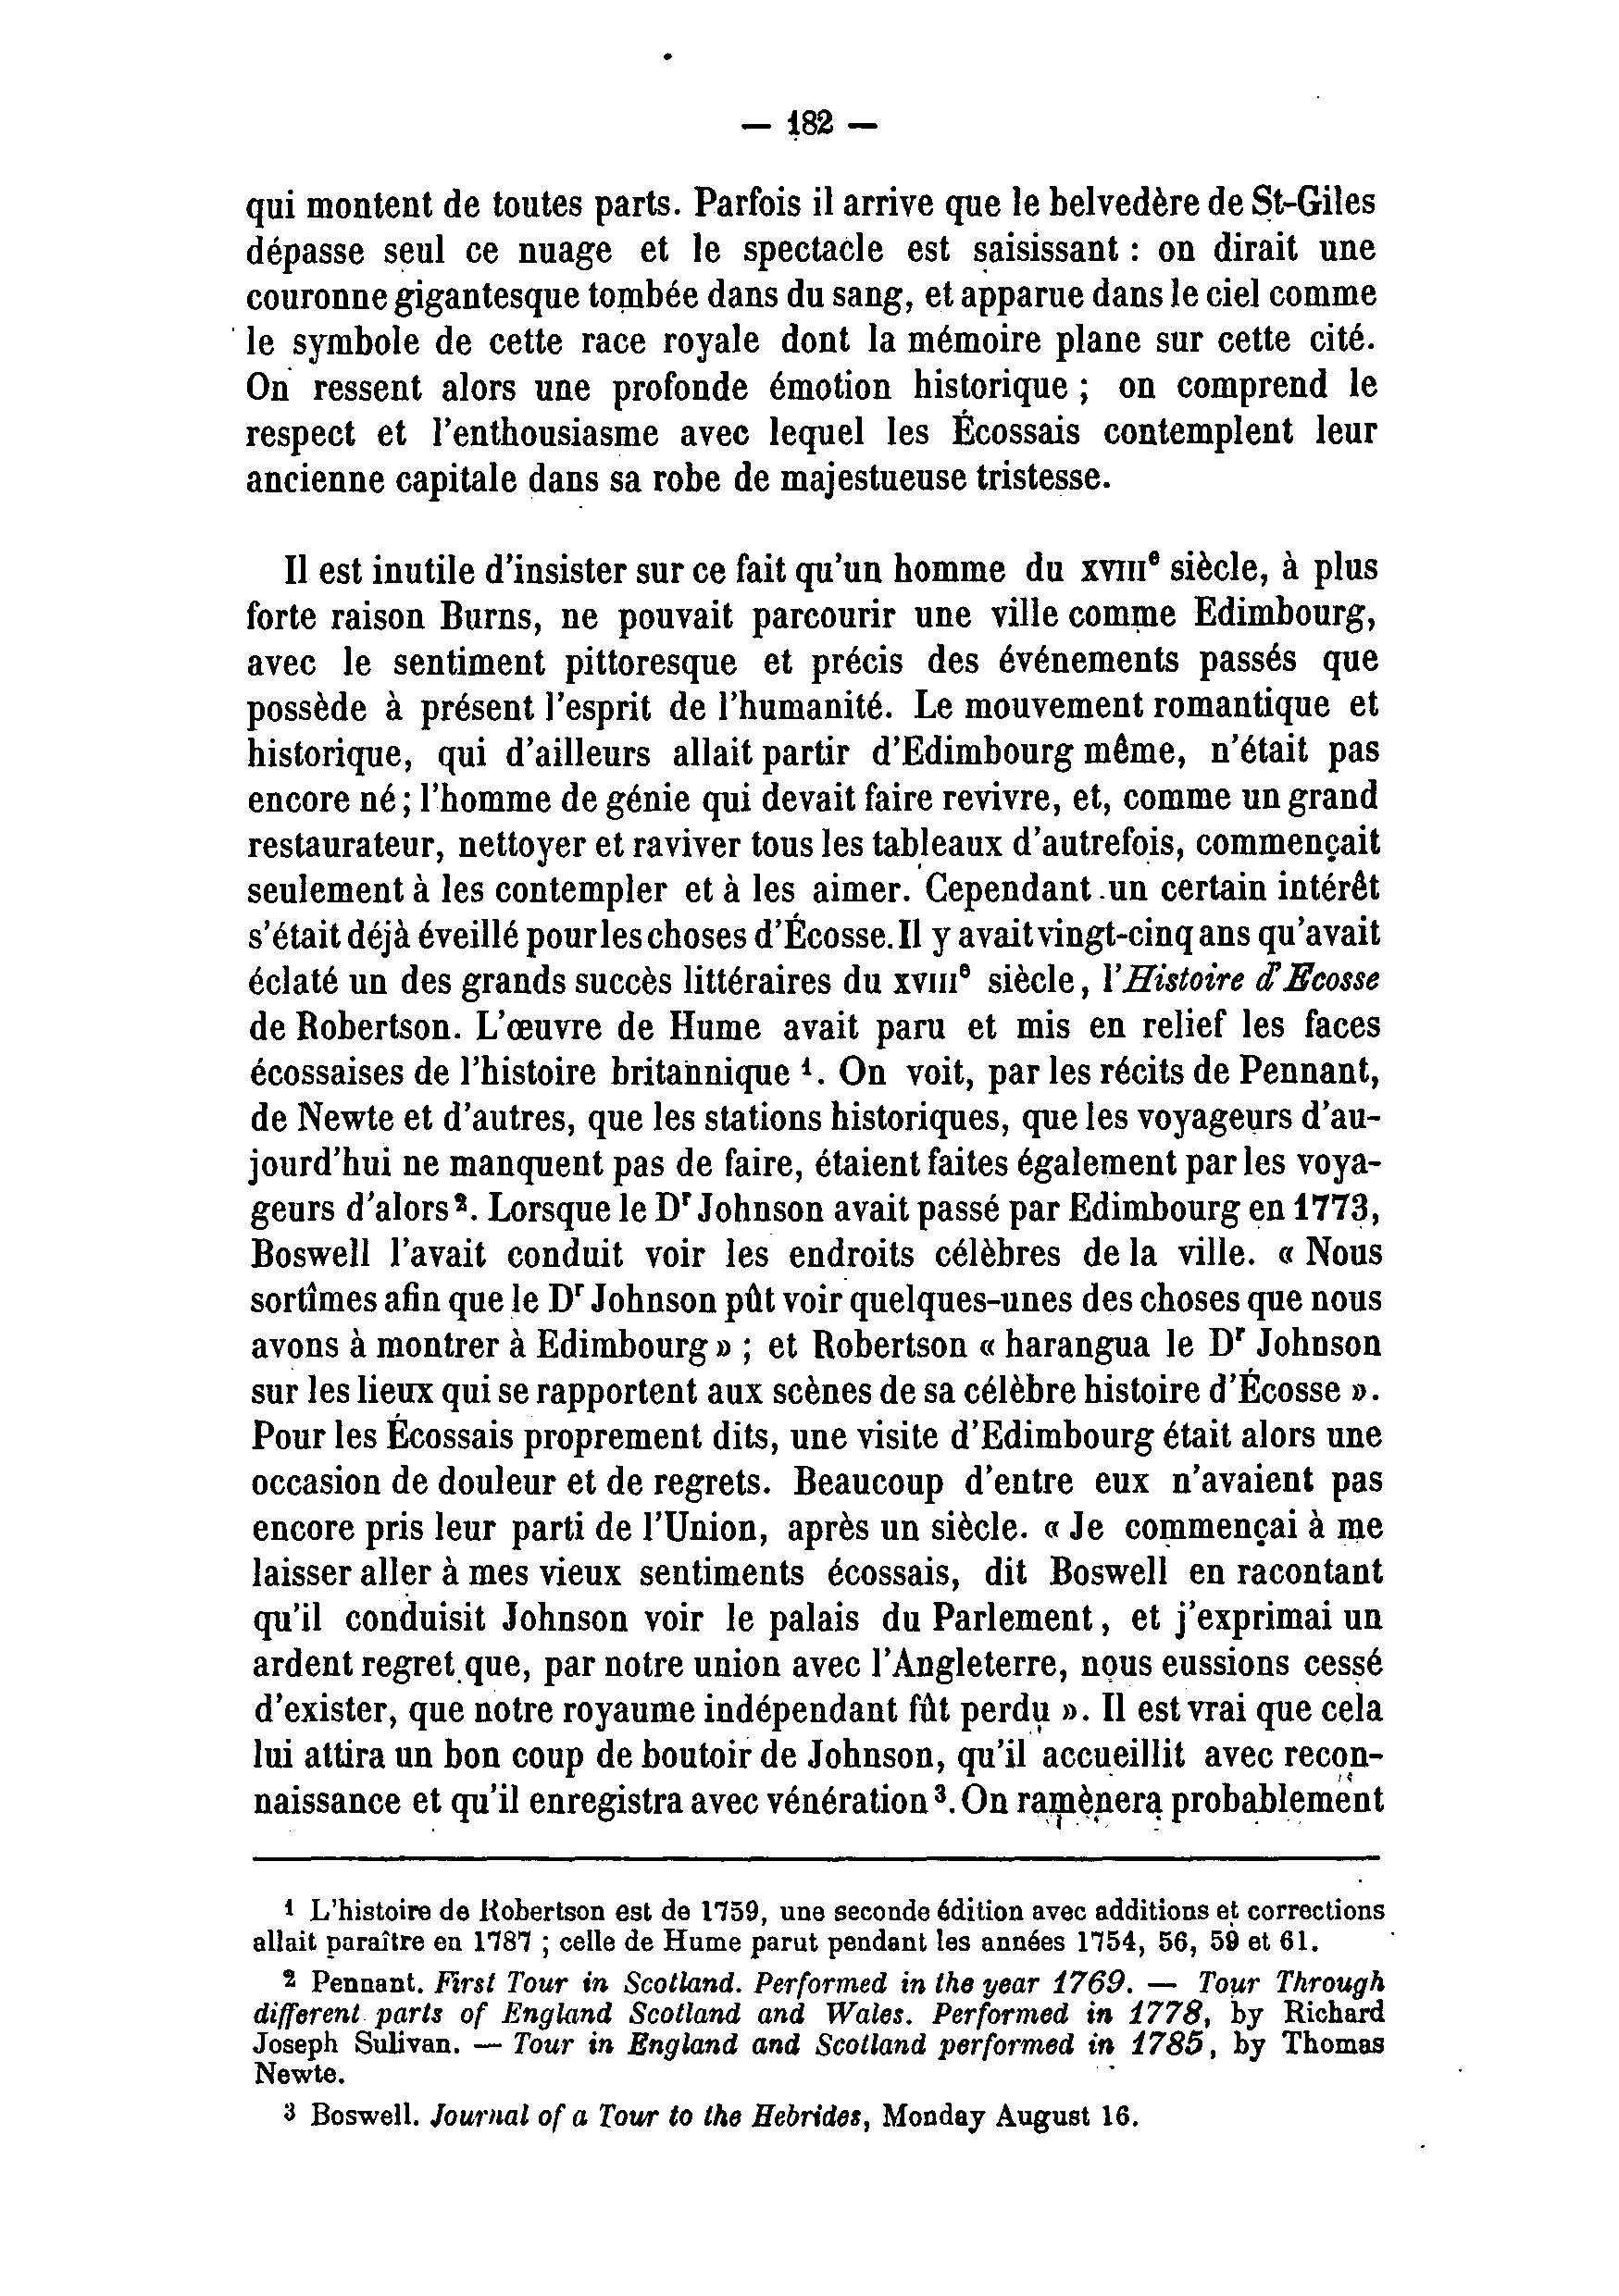 — 182 —
qui montent de toutes parts. Parfois il arrive que le belvedère de St-Giles
dépasse seul ce nuage et le spectacle est saisissant : on dirait une
couronne gigantesque tombée dans du sang, et apparue dans le ciel comme
le symbole de cette race royale dont la mémoire plane sur cette cité.
On ressent alors une profonde émotion historique ; on comprend le
respect et l'enthousiasme avec lequel les Écossais contemplent leur
ancienne capitale dans sa robe de majestueuse tristesse.
Il est inutile d'insister sur ce fait qu'un homme du XVIIIe siècle, à plus
forte raison Burns, ne pouvait parcourir une ville comme Edimbourg,
avec le sentiment pittoresque et précis des événements passés que
possède à présent l'esprit de l'humanité. Le mouvement romantique et
historique, qui d'ailleurs allait partir d'Edimbourg même, n'était pas
encore né ; l'homme de génie qui devait faire revivre, et, comme un grand
restaurateur, nettoyer et raviver tous les tableaux d'autrefois, commençait
seulement à les contempler et à les aimer. Cependant un certain intérêt
s'était déjà éveillé pour les choses d'Écosse. Il y avait vingt-cinq ans qu'avait
éclaté un des grands succès littéraires du XVIIIe siècle, l'Histoire d'Ecosse
de Robertson. L'œuvre de Hume avait paru et mis en relief les faces
écossaises de l'histoire britannique 1. On voit, par les récits de Pennant,
de Newte et d'autres, que les stations historiques, que les voyageurs d'au-
jourd'hui ne manquent pas de faire, étaient faites également par les voya-
geurs d'alors 2. Lorsque le Dr Johnson avait passé par Edimbourg en 1773,
Boswell l'avait conduit voir les endroits célèbres de la ville. « Nous
sortîmes afin que le Dr Johnson pût voir quelques-unes des choses que nous
avons à montrer à Edimbourg » ; et Robertson « harangua le Dr Johnson
sur les lieux qui se rapportent aux scènes de sa célèbre histoire d'Écosse ».
Pour les Écossais proprement dits, une visite d'Edimbourg était alors une
occasion de douleur et de regrets. Beaucoup d'entre eux n'avaient pas
encore pris leur parti de l'Union, après un siècle. « Je commençai à me
laisser aller à mes vieux sentiments écossais, dit Boswell en racontant
qu'il conduisit Johnson voir le palais du Parlement, et j'exprimai un
ardent regret que, par notre union avec l'Angleterre, nous eussions cessé
d'exister, que notre royaume indépendant fût perdu ». Il est vrai que cela
lui attira un bon coup de boutoir de Johnson, qu'il accueillit avec recon-
naissance et qu'il enregistra avec vénération 3. On ramènera probablement
1 L'histoire de Robertson est de 1759, une seconde édition avec additions et corrections
allait paraître en 1787 ; celle de Hume parut pendant les années 1754, 56, 59 et 61.
2 Pennant. First Tour in Scotland. Performed in the year 1769. — Tour Through
different parts of England Scotland and Wales. Performed in 1778, by Richard
Joseph Sulivan. — Tour in England and Scotland performed in 1785, by Thomas
Newte.
3 Boswell. Journal of a Tour to the Hebrides, Monday August 16.